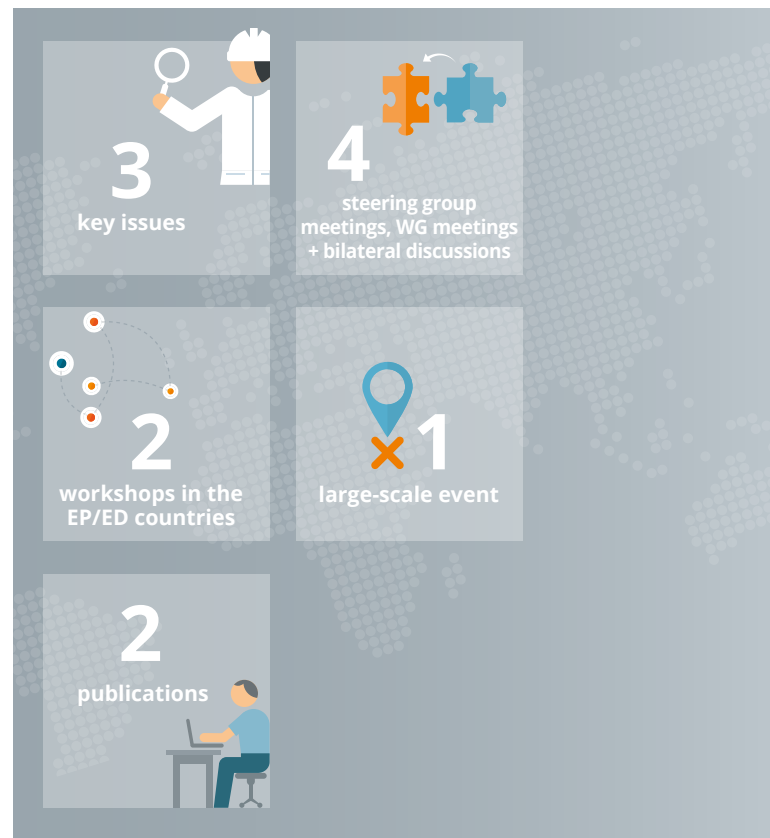 3
key issues
4
steering group
meetings, WG meetings
+ bilateral discussions
2
workshops in the
EP/ED countries
1
large-scale event
2
publications